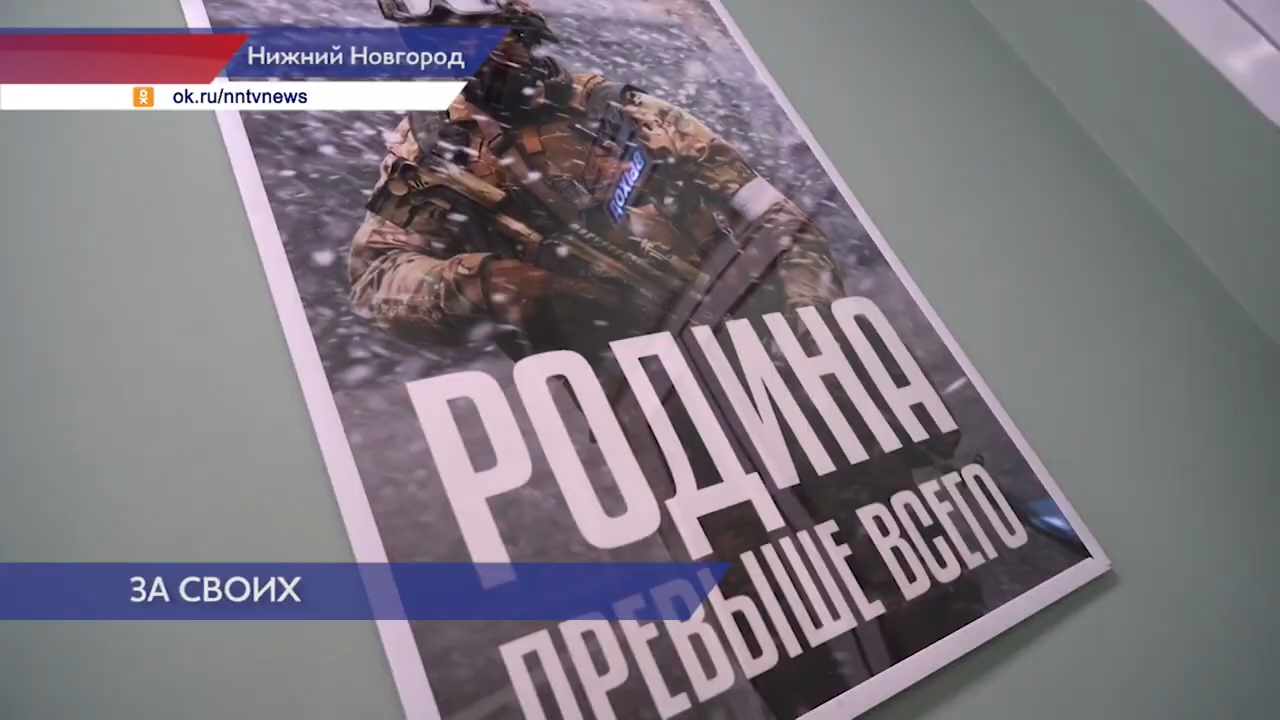 Нижний Новгород
ok.ru/nntvnews
РОДИНА
ПРЕВЫШЕ ВСЕГО
ЗА СВОИХ